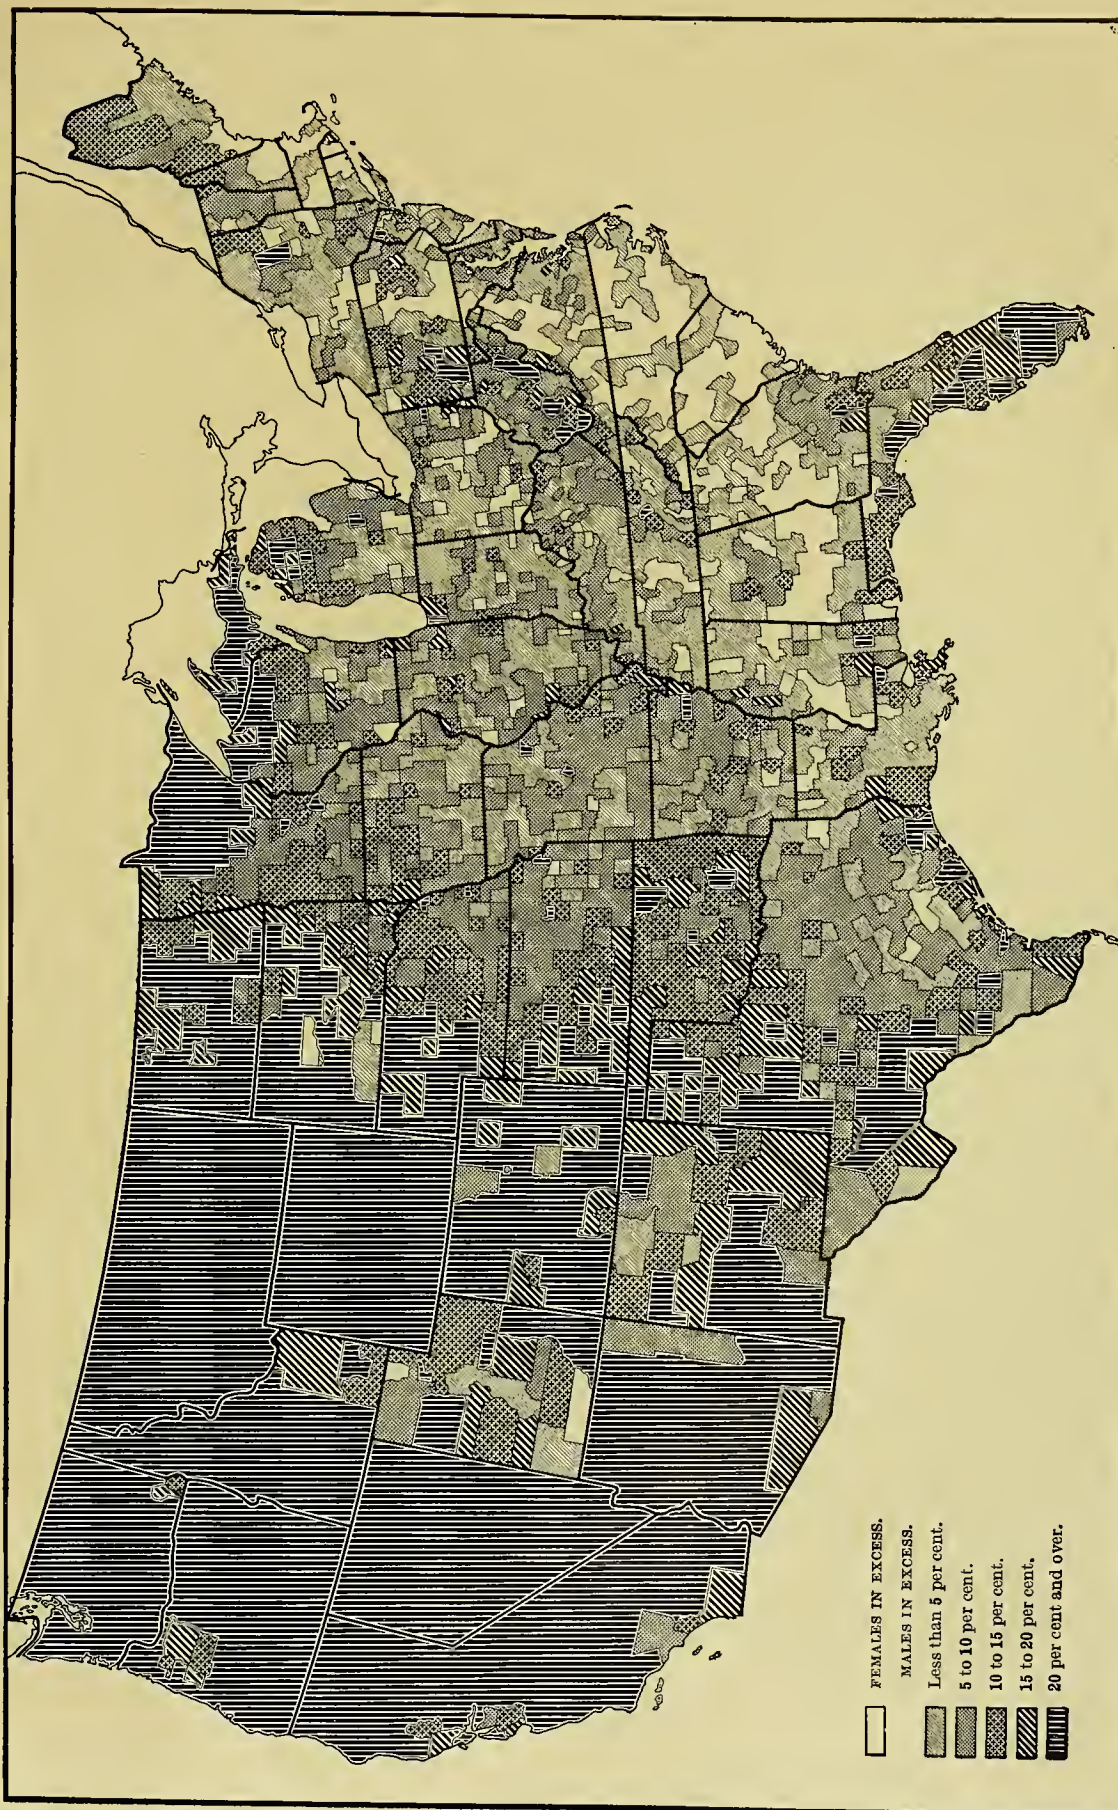 FEMALES IN EXCESS.
MALES IN EXCESS.
Less than 5 per cent.
5 to 10 per cent.
10 to 15 per cent.
15 to 20 per cent.
20 per cent and over.